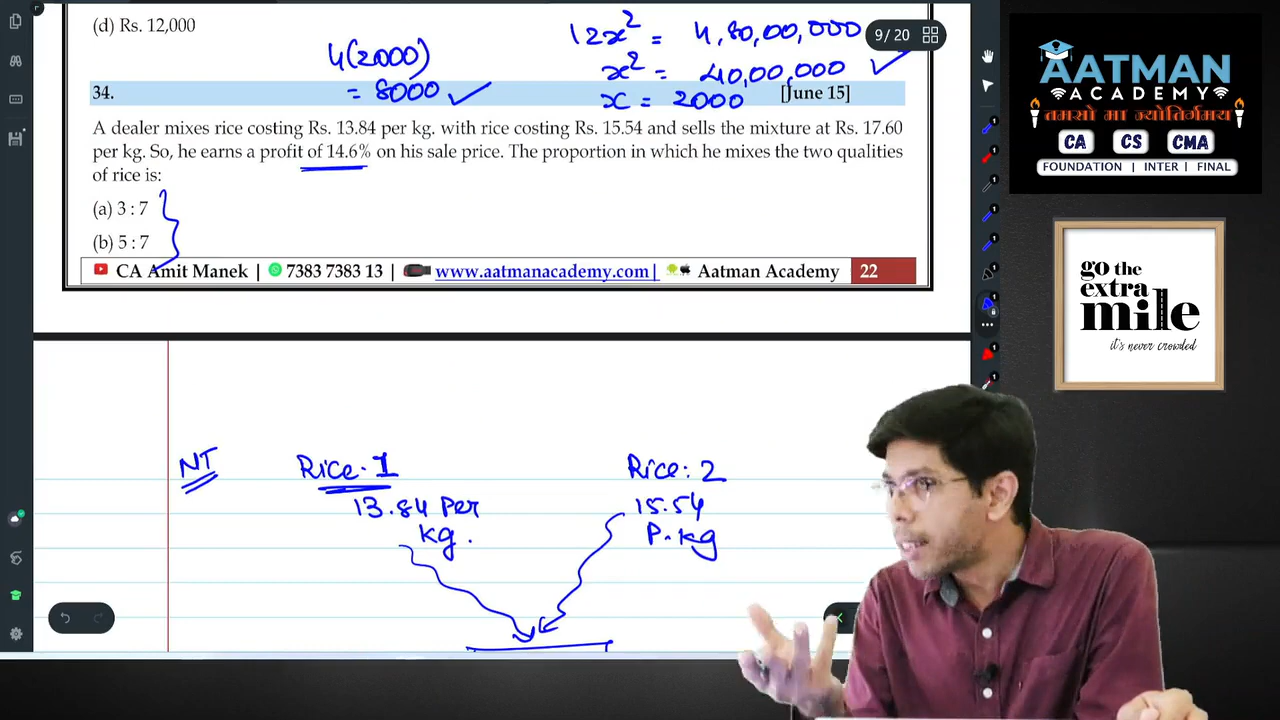 (d) Rs. 12,000
4(2000)
= 8000
12x² = 4,80,00,000
x² = 40,00,000
x = 2000
9/20
34.
[June 15]
A dealer mixes rice costing Rs. 13.84 per kg. with rice costing Rs. 15.54 and sells the mixture at Rs. 17.60
per kg. So, he earns a profit of 14.6% on his sale price. The proportion in which he mixes the two qualities
of rice is:
(a) 3 : 7
(b) 5 : 7
CA Amit Manek | 7383 7383 13 | www.aatmanacademy.com| Aatman Academy 22
NT
Rice. 1
13.84 Per
kg.
Rice: 2
15.54
P. kg
AATMAN
ACADEMY
तमसो मा ज्योतिर्गमय
CA CS CMA
FOUNDATION | INTER | FINAL
go the
extra
mile
it's never crowded